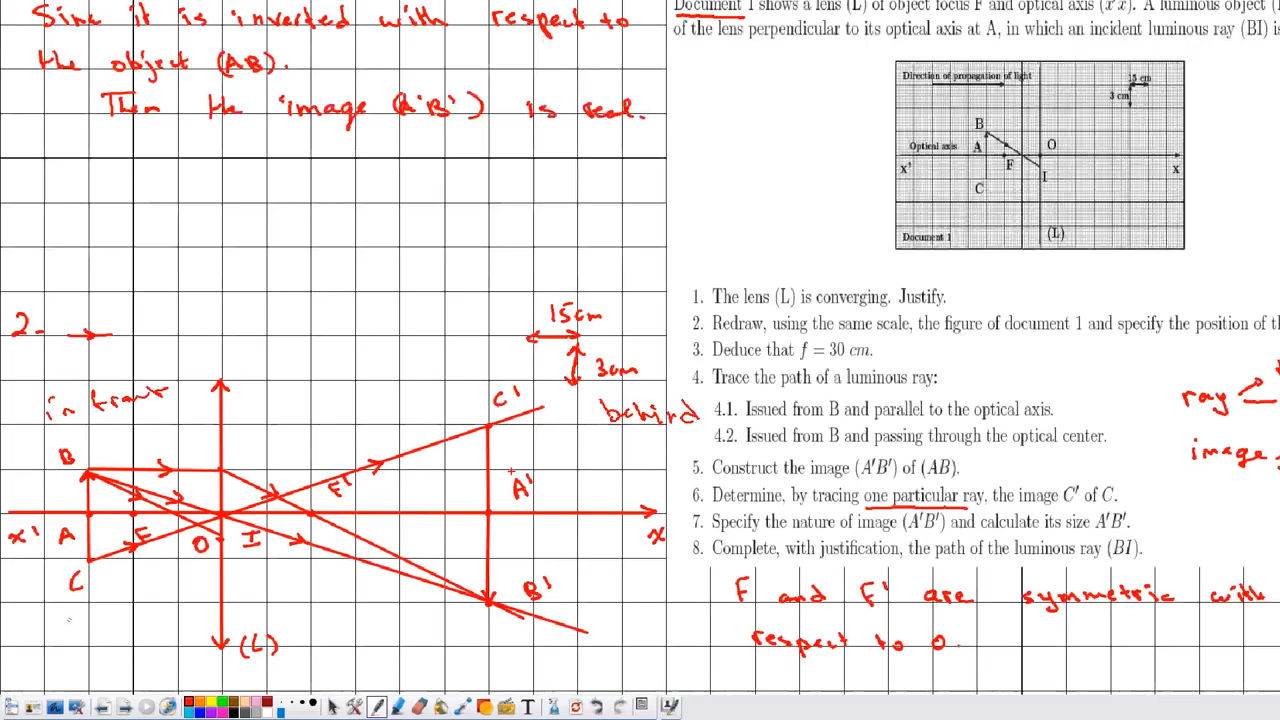 Sinc it is inverted with respect to
the object (AB).
Then the image (A'B') is real.
2-
15cm
3cm
in front
behind
C'
B
F'
A'
x'
A
F
O
I
x
C
B'
(L)
Document 1 shows a lens (L) of object focus F and optical axis (x'x). A luminous object (
of the lens perpendicular to its optical axis at A, in which an incident luminous ray (BI) is
Direction of propagation of light
15 cm
3 cm
B
Optical axis
A
O
F
x'
I
x
C
Document 1
(L)
1. The lens (L) is converging. Justify.
2. Redraw, using the same scale, the figure of document 1 and specify the position of th
3. Deduce that f = 30 cm.
4. Trace the path of a luminous ray:
4.1. Issued from B and parallel to the optical axis.
4.2. Issued from B and passing through the optical center.
5. Construct the image (A'B') of (AB).
6. Determine, by tracing one particular ray, the image C' of C.
7. Specify the nature of image (A'B') and calculate its size A'B'.
8. Complete, with justification, the path of the luminous ray (BI).
ray
image
F and F' are symmetric with
respect to O.